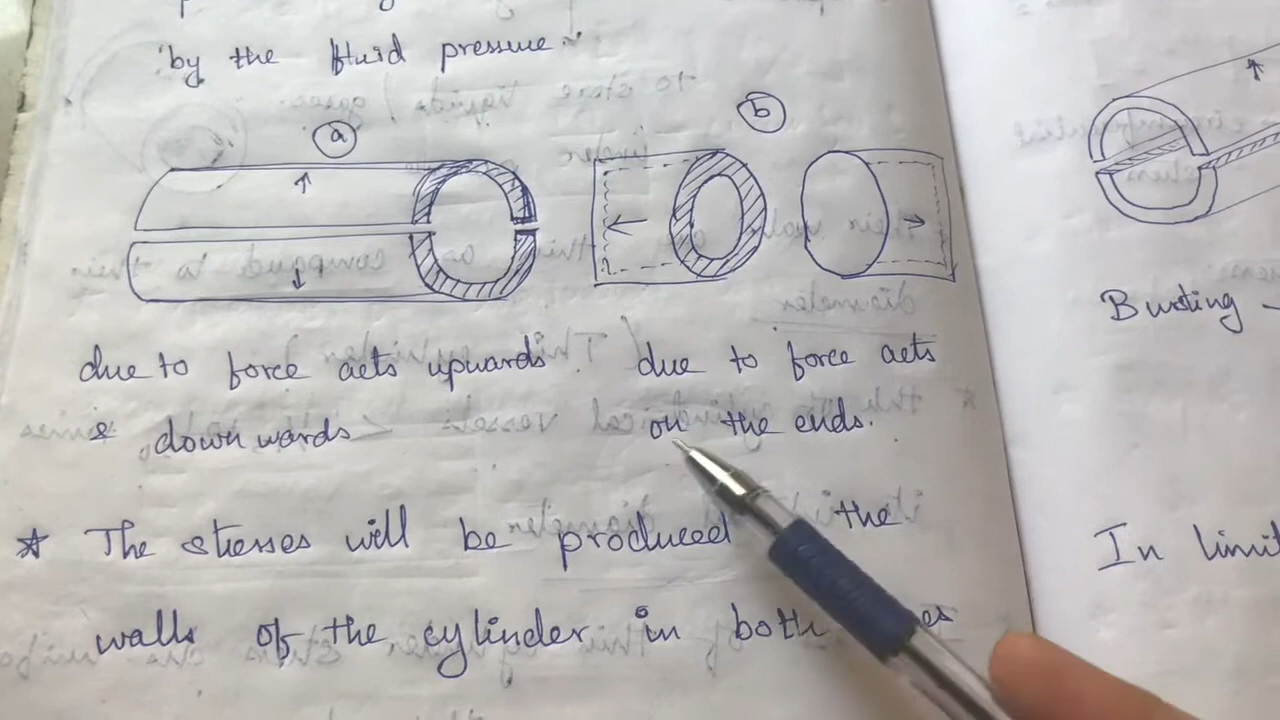 by the fluid pressure.
a
b
due to force acts upwards
& downwards
due to force acts
on the ends.
* The stresses will be produced the
walls of the cylinder in both
Bursting -
In limit